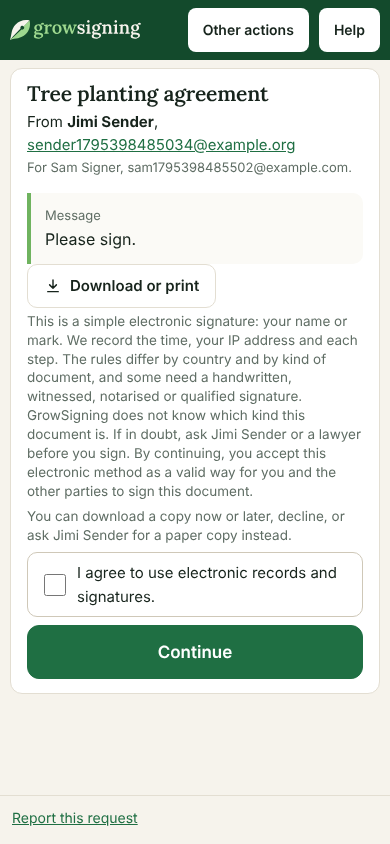 growsigning
Other actions
Help
Tree planting agreement
From Jimi Sender,
sender1795398485034@example.org
For Sam Signer, sam1795398485502@example.com.
Message
Please sign.
Download or print
This is a simple electronic signature: your name or
mark. We record the time, your IP address and each
step. The rules differ by country and by kind of
document, and some need a handwritten,
witnessed, notarised or qualified signature.
GrowSigning does not know which kind this
document is. If in doubt, ask Jimi Sender or a lawyer
before you sign. By continuing, you accept this
electronic method as a valid way for you and the
other parties to sign this document.
You can download a copy now or later, decline, or
ask Jimi Sender for a paper copy instead.
I agree to use electronic records and
signatures.
Continue
Report this request